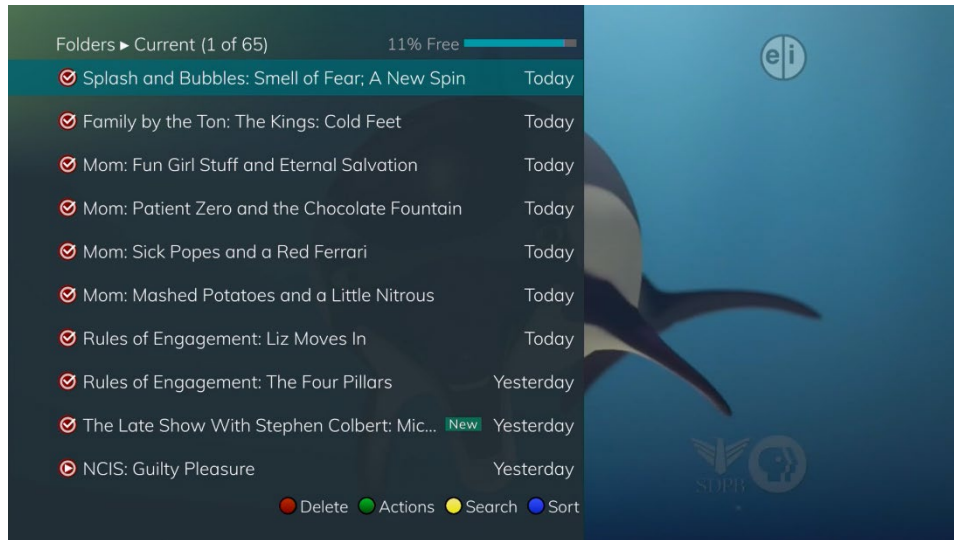 Folders ▸ Current (1 of 65) 11% Free
Splash and Bubbles: Smell of Fear; A New Spin Today
Family by the Ton: The Kings: Cold Feet Today
Mom: Fun Girl Stuff and Eternal Salvation Today
Mom: Patient Zero and the Chocolate Fountain Today
Mom: Sick Popes and a Red Ferrari Today
Mom: Mashed Potatoes and a Little Nitrous Today
Rules of Engagement: Liz Moves In Today
Rules of Engagement: The Four Pillars Yesterday
The Late Show With Stephen Colbert: Mic... New Yesterday
NCIS: Guilty Pleasure Yesterday
Delete Actions Search Sort
e i
SDPB